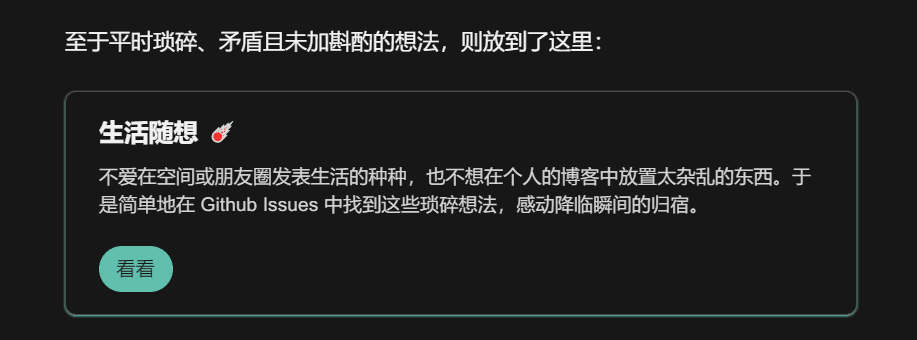 至于平时琐碎、矛盾且未加斟酌的想法，则放到了这里：
生活随想 ☄️
不爱在空间或朋友圈发表生活的种种，也不想在个人的博客中放置太杂乱的东西。于
是简单地在 Github Issues 中找到这些琐碎想法，感动降临瞬间的归宿。
看看